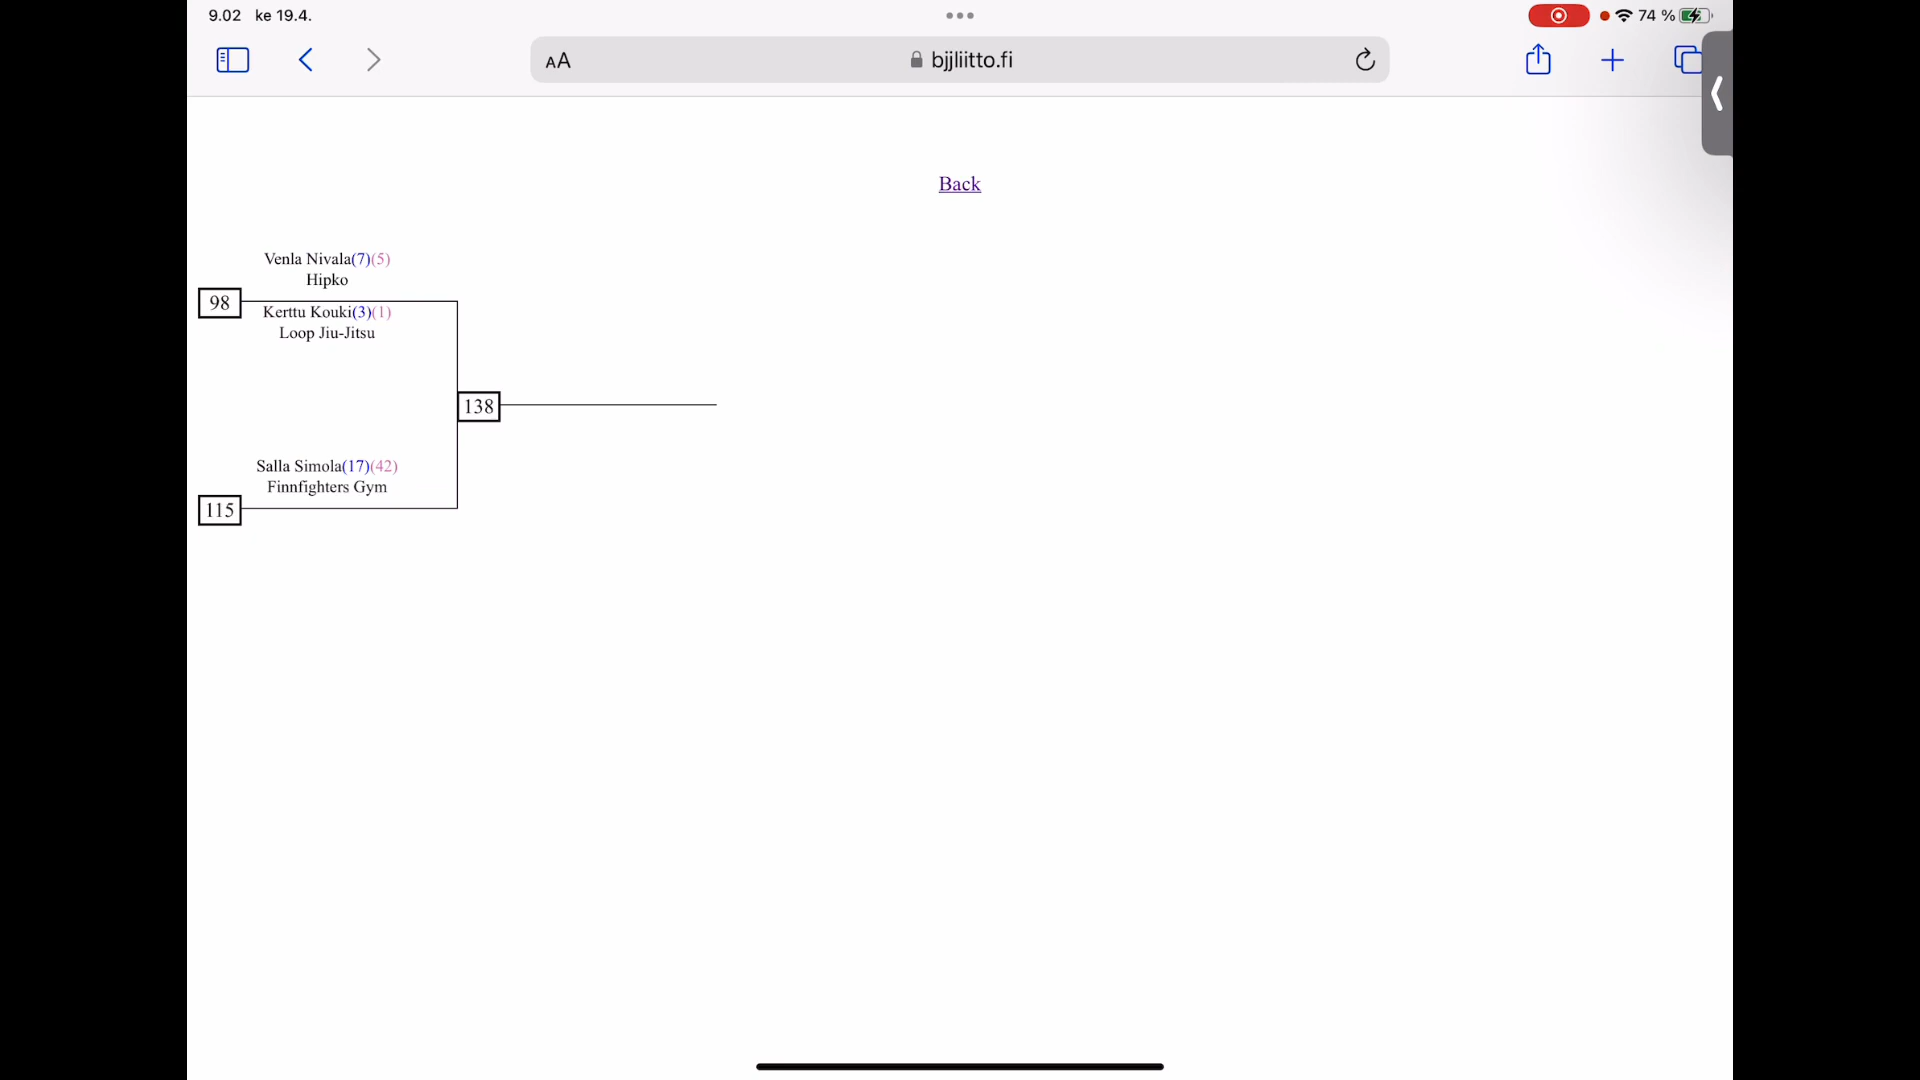 9.02 ke 19.4.
74 %
AA
bjjliitto.fi
Back
Venla Nivala(7)(5)
Hipko
98
Kerttu Kouki(3)(1)
Loop Jiu-Jitsu
138
Salla Simola(17)(42)
Finnfighters Gym
115